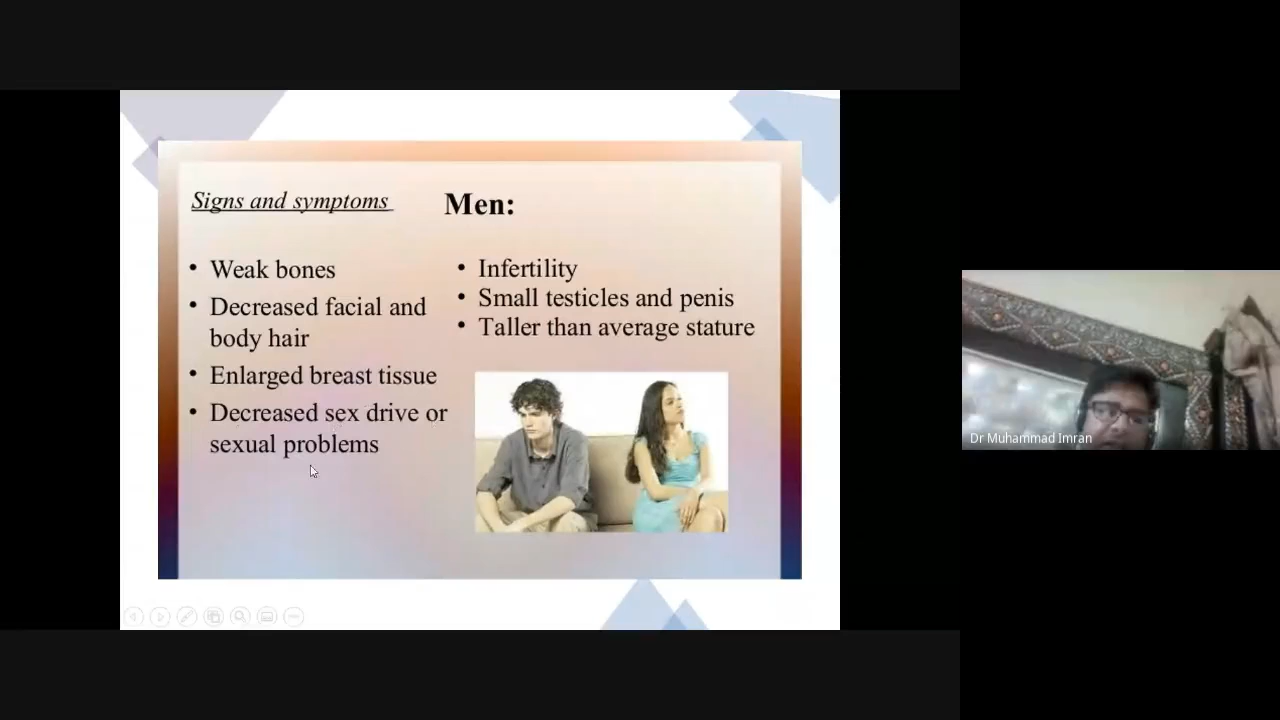 Signs and symptoms
• Weak bones
• Decreased facial and
body hair
• Enlarged breast tissue
• Decreased sex drive or
sexual problems
Men:
• Infertility
• Small testicles and penis
• Taller than average stature
Dr Muhammad Imran